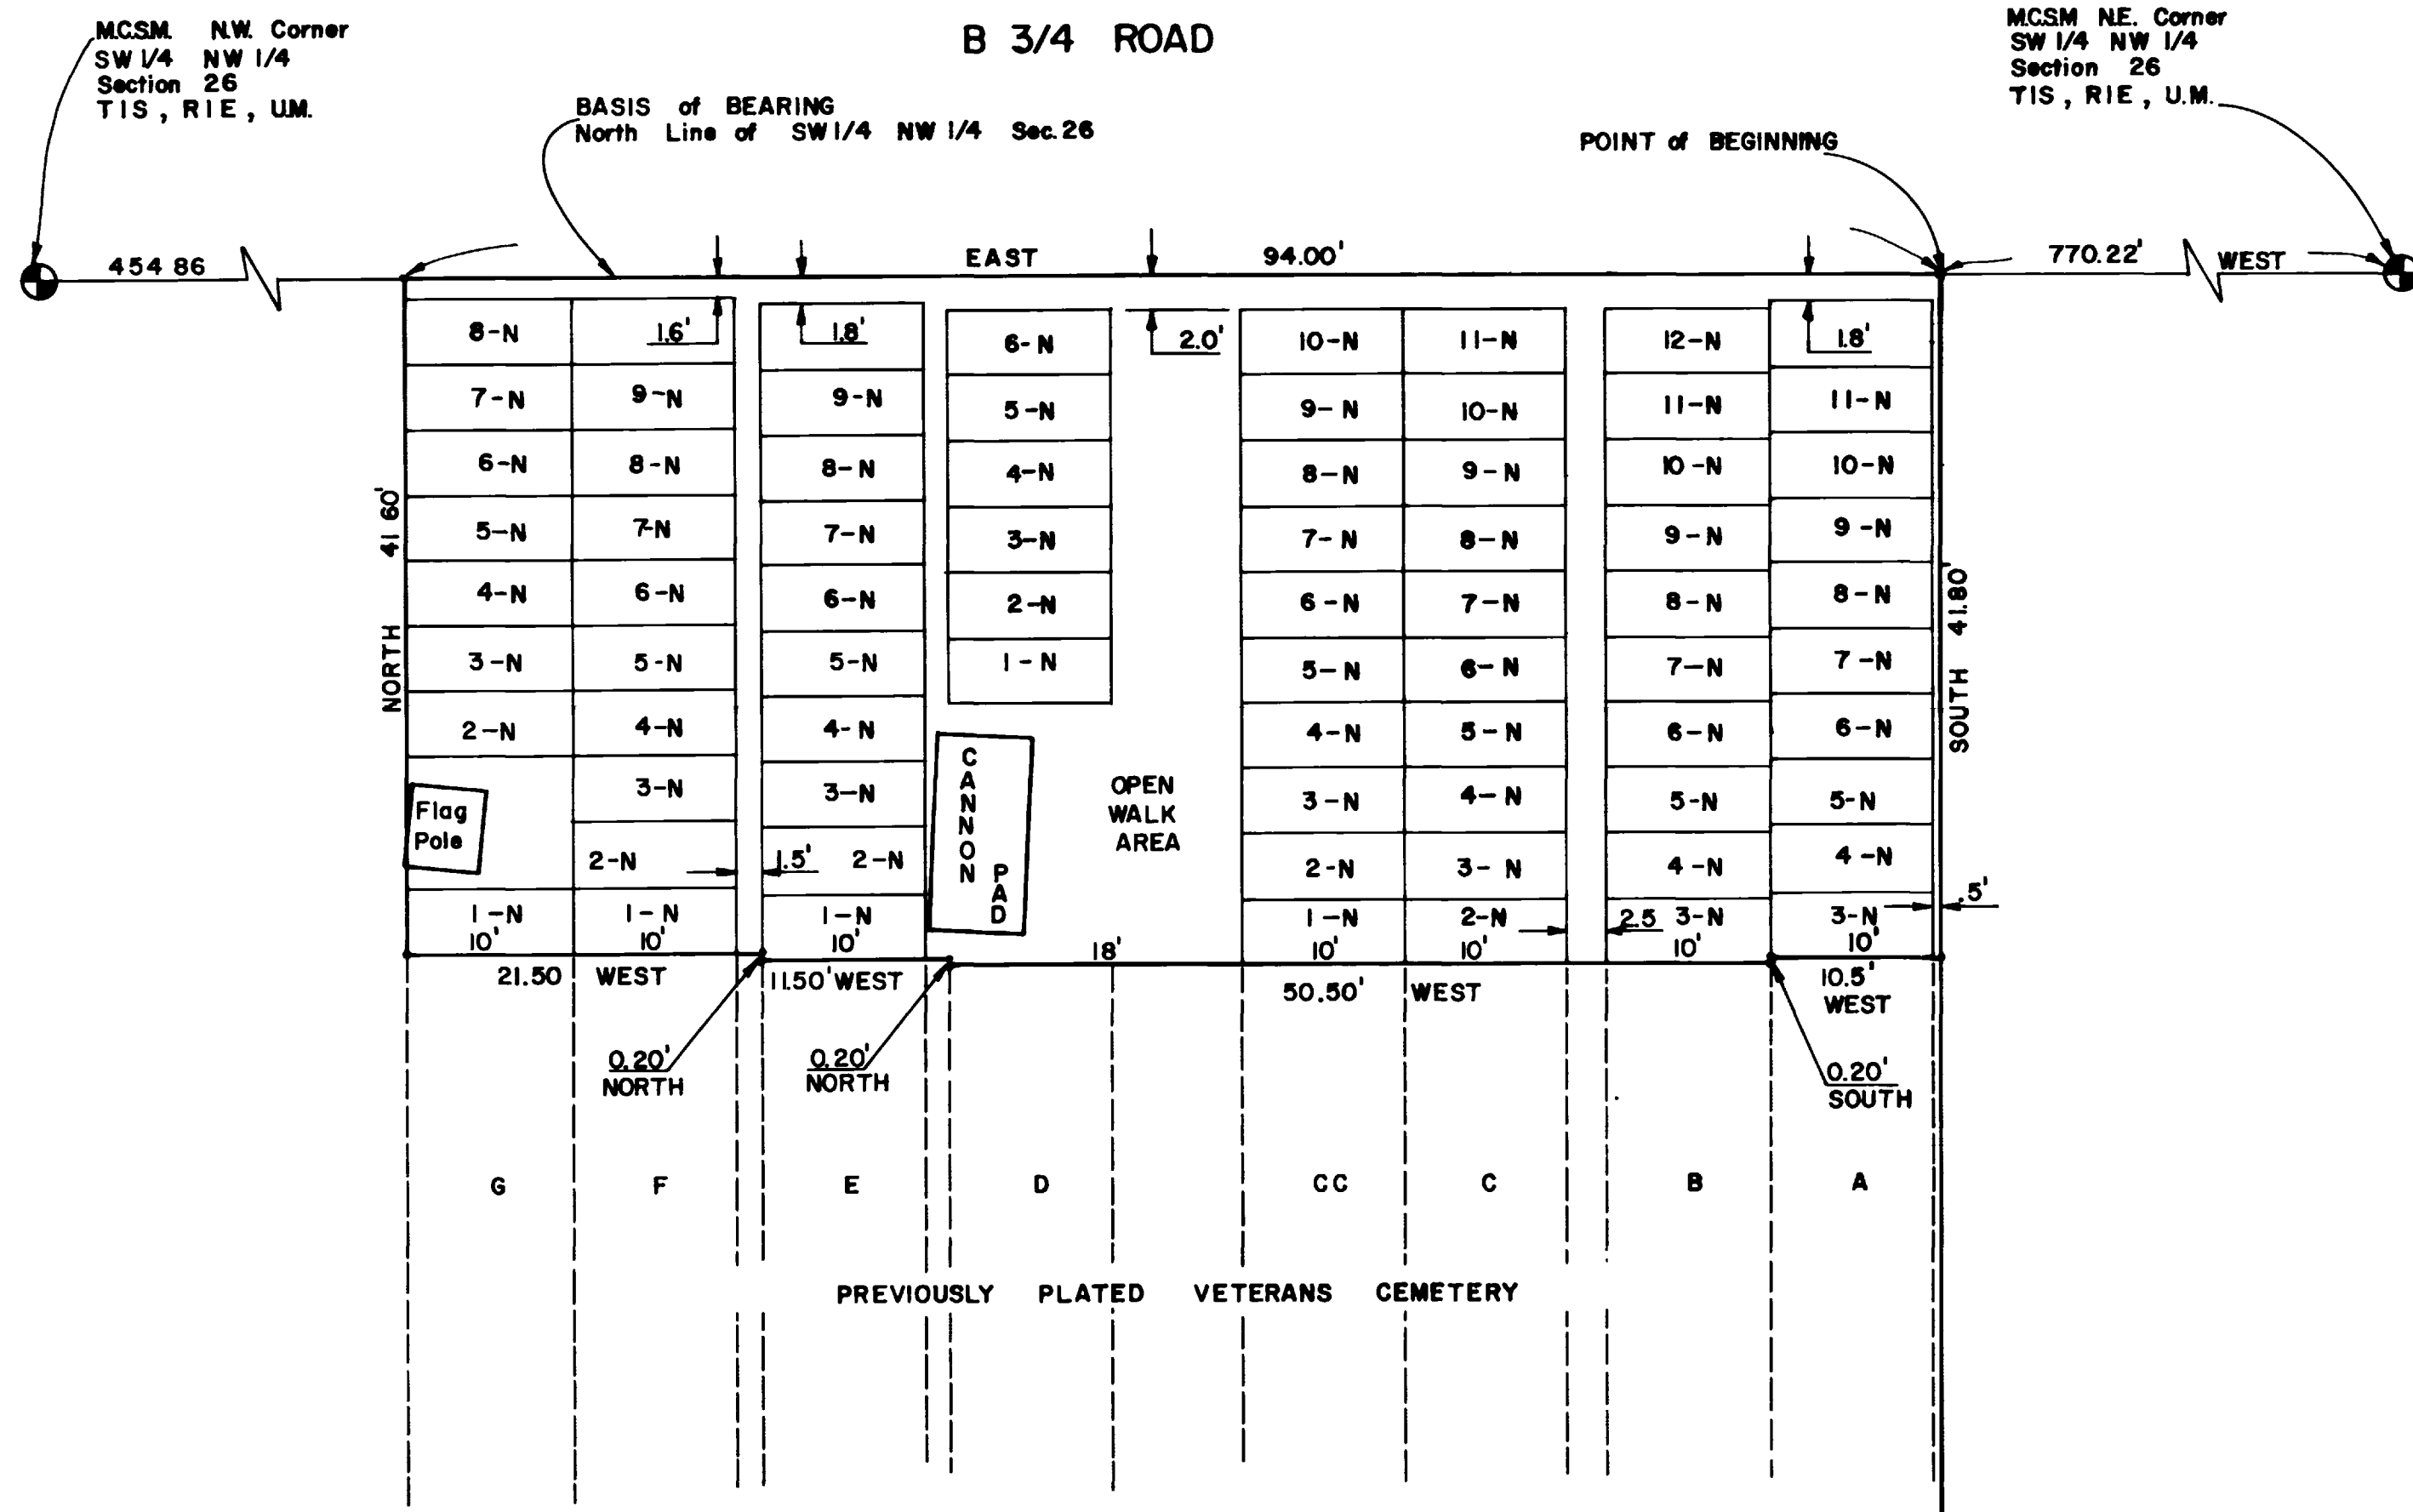 B 3/4 ROAD
M.C.S.M. N.W. Corner
SW 1/4 NW 1/4
Section 26
T1S, R1E, U.M.
BASIS of BEARING
North Line of SW 1/4 NW 1/4 Sec. 26
POINT of BEGINNING
M.C.S.M N.E. Corner
SW 1/4 NW 1/4
Section 26
T1S, R1E, U.M.
454 86
EAST 94.00'
770.22' WEST
NORTH 41 60'
SOUTH 41.80'
8-N
7-N
6-N
5-N
4-N
3-N
2-N
Flag
Pole
1-N
10'
1.6'
9-N
8-N
7-N
6-N
5-N
4-N
3-N
2-N
1-N
10'
1.5'
1.8'
9-N
8-N
7-N
6-N
5-N
4-N
3-N
2-N
1-N
10'
6-N
5-N
4-N
3-N
2-N
1-N
CANNON
PAD
2.0'
OPEN
WALK
AREA
18'
10-N
9-N
8-N
7-N
6-N
5-N
4-N
3-N
2-N
1-N
10'
11-N
10-N
9-N
8-N
7-N
6-N
5-N
4-N
3-N
2-N
10'
2.5
12-N
11-N
10-N
9-N
8-N
7-N
6-N
5-N
4-N
3-N
10'
1.8'
11-N
10-N
9-N
8-N
7-N
6-N
5-N
4-N
3-N
10'
.5'
21.50 WEST
11.50' WEST
50.50' WEST
10.5'
WEST
0.20'
NORTH
0.20'
NORTH
0.20'
SOUTH
G F E D CC C B A
PREVIOUSLY PLATED VETERANS CEMETERY